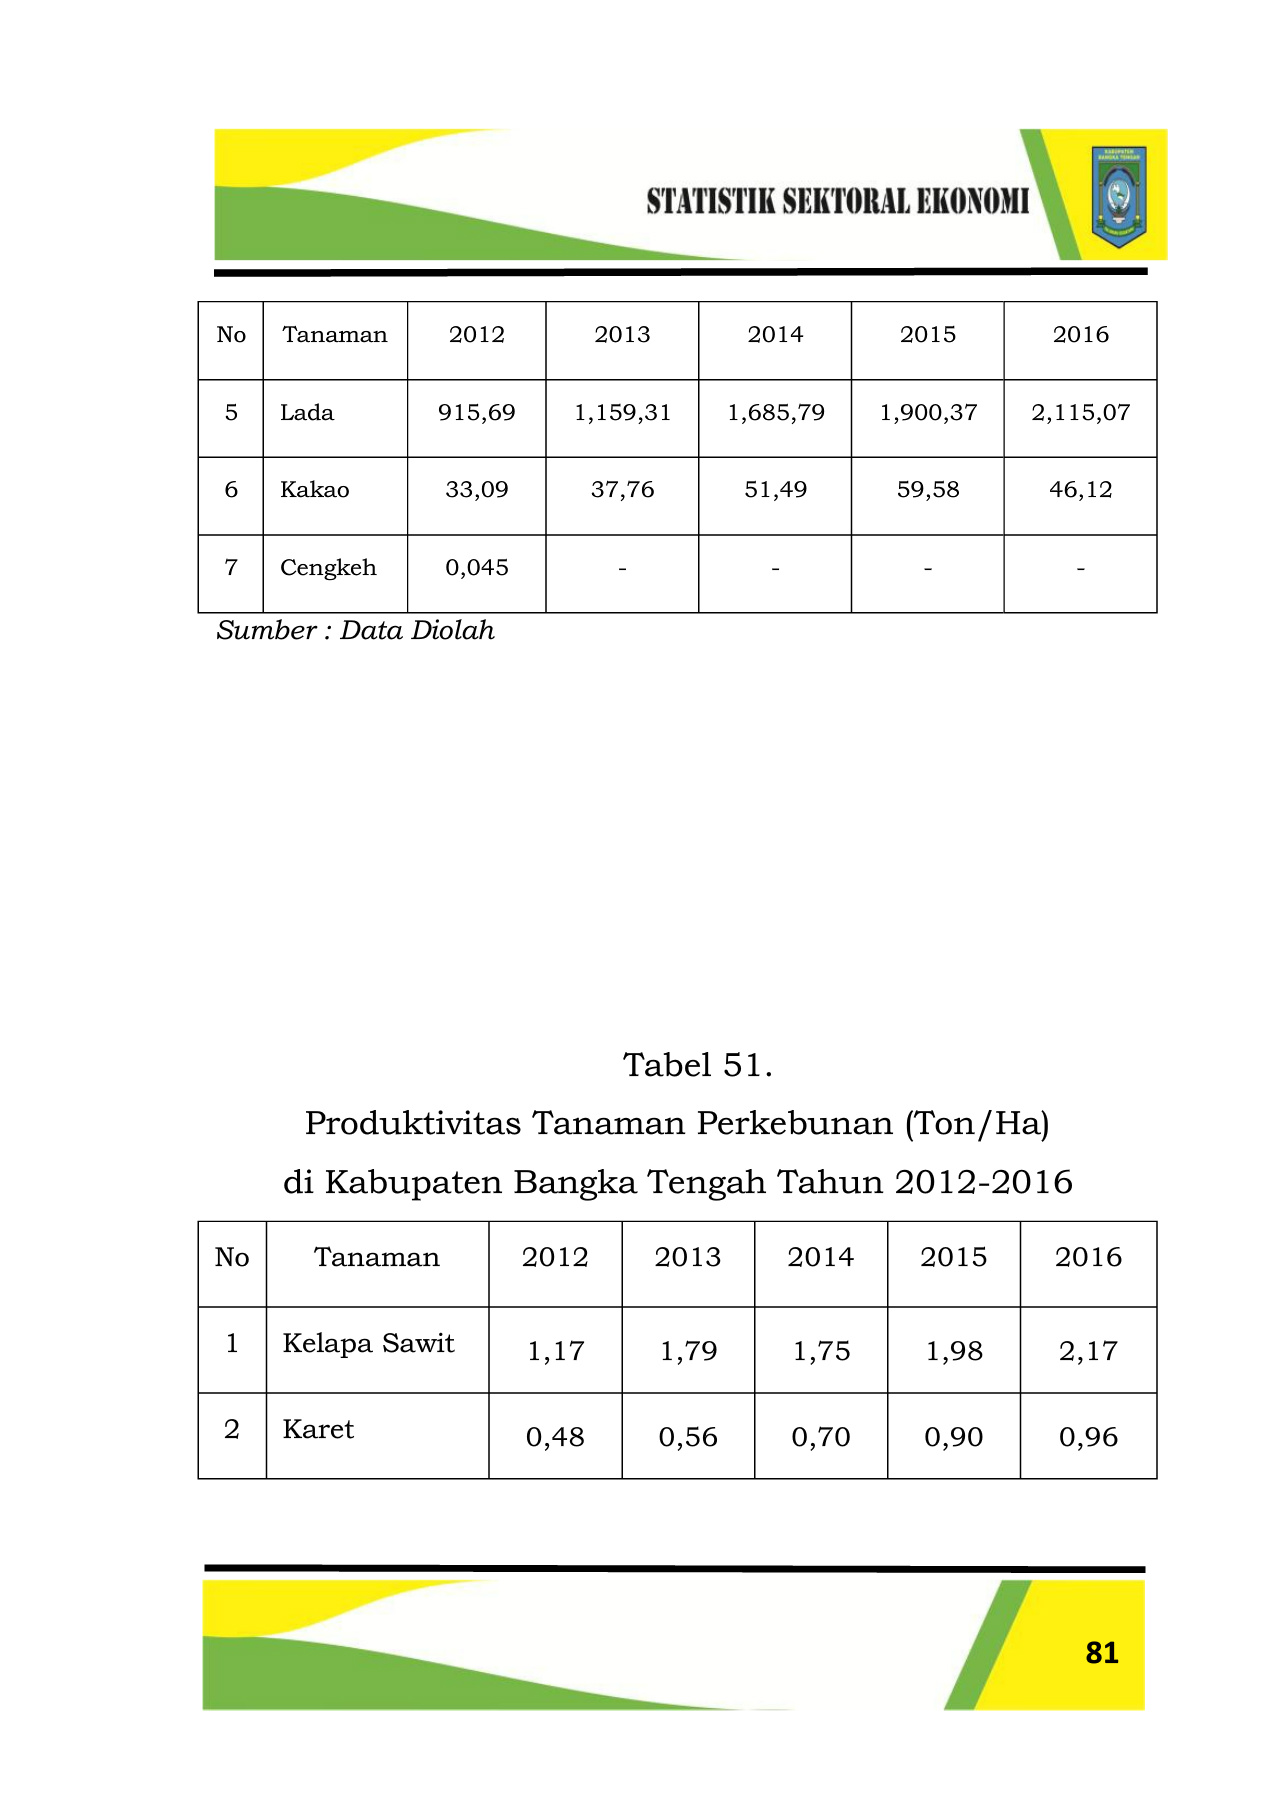 KABUPATEN
BANGKA TENGAH
STATISTIK SEKTORAL EKONOMI
No Tanaman 2012 2013 2014 2015 2016
5 Lada 915,69 1,159,31 1,685,79 1,900,37 2,115,07
6 Kakao 33,09 37,76 51,49 59,58 46,12
7 Cengkeh 0,045 - - - -
Sumber : Data Diolah
Tabel 51.
Produktivitas Tanaman Perkebunan (Ton/Ha)
di Kabupaten Bangka Tengah Tahun 2012-2016
No Tanaman 2012 2013 2014 2015 2016
1 Kelapa Sawit 1,17 1,79 1,75 1,98 2,17
2 Karet 0,48 0,56 0,70 0,90 0,96
81